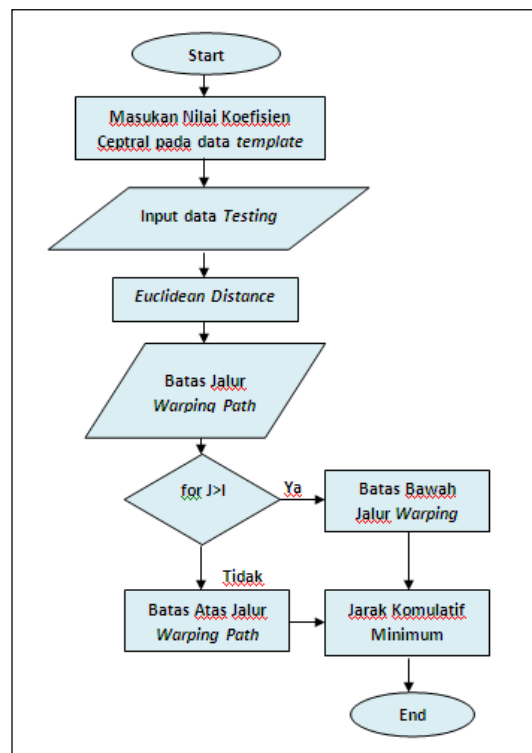 Start
Masukan Nilai Koefisien
Ceptral pada data template
Input data Testing
Euclidean Distance
Batas Jalur
Warping Path
for J>I
Ya
Batas Bawah
Jalur Warping
Tidak
Batas Atas Jalur
Warping Path
Jarak Komulatif
Minimum
End